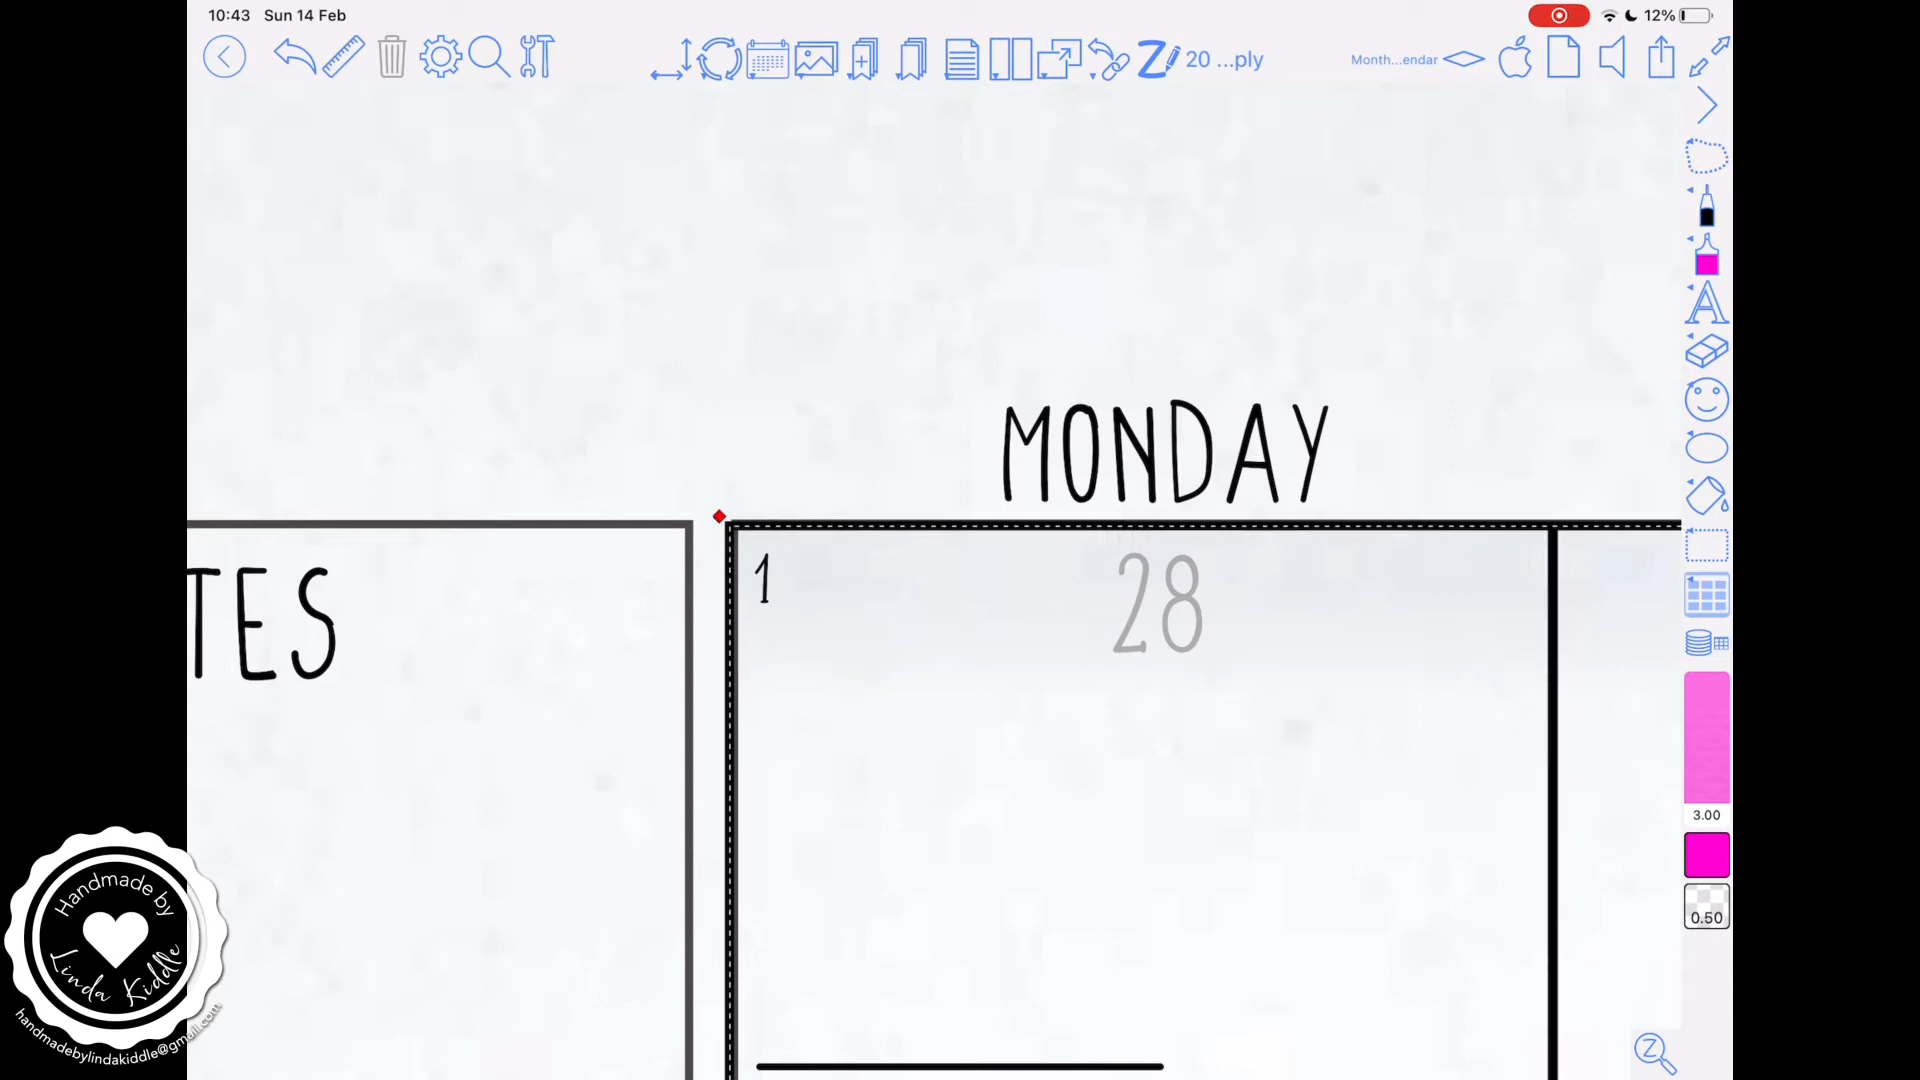 10:43 Sun 14 Feb
12%
Z 20 ...ply
Month...endar
A
MONDAY
1
28
TES
3.00
0.50
Z
Handmade by
Linda Kiddle
handmadebylindakiddle@gmail.com